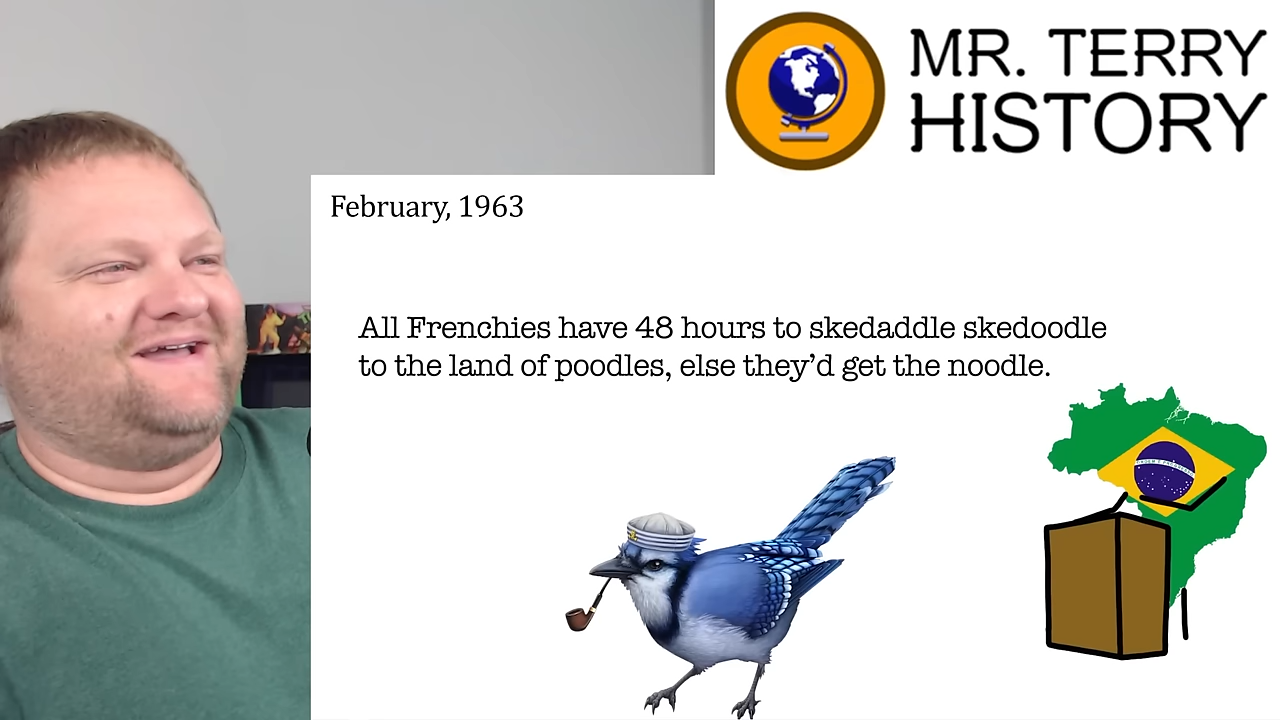 MR. TERRY
HISTORY
February, 1963
All Frenchies have 48 hours to skedaddle skedoodle
to the land of poodles, else they’d get the noodle.